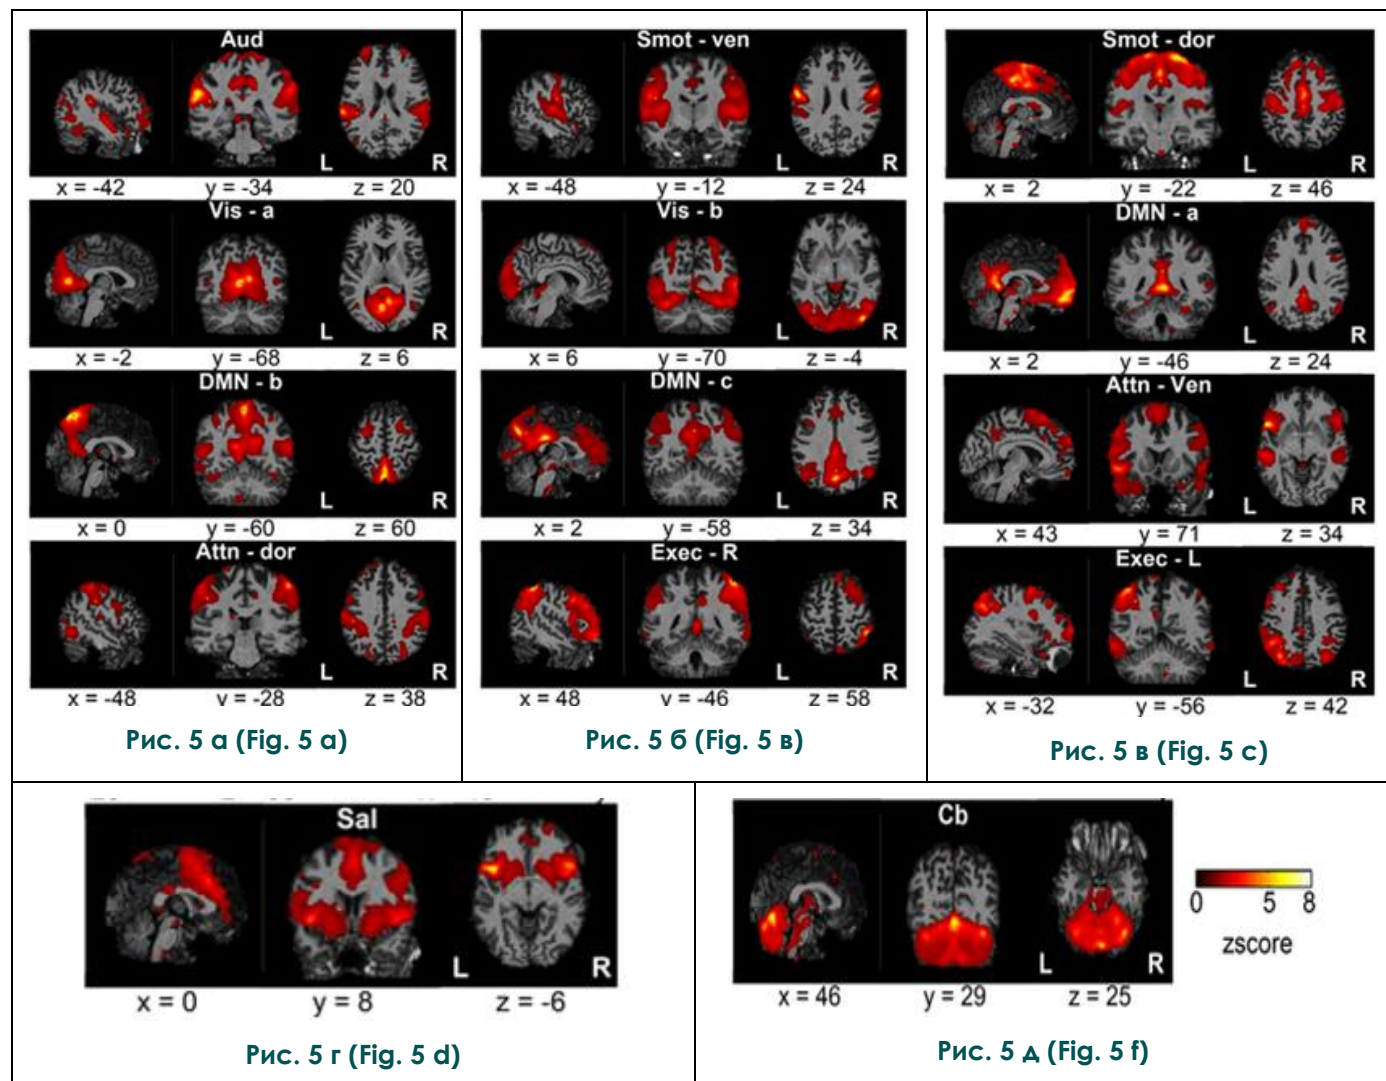 Aud
L R
x = -42 y = -34 z = 20
Vis - a
L R
x = -2 y = -68 z = 6
DMN - b
L R
x = 0 y = -60 z = 60
Attn - dor
L R
x = -48 y = -28 z = 38
Рис. 5 а (Fig. 5 a)
Smot - ven
L R
x = -48 y = -12 z = 24
Vis - b
L R
x = 6 y = -70 z = -4
DMN - c
L R
x = 2 y = -58 z = 34
Exec - R
L R
x = 48 y = -46 z = 58
Рис. 5 б (Fig. 5 в)
Smot - dor
L R
x = 2 y = -22 z = 46
DMN - a
L R
x = 2 y = -46 z = 24
Attn - Ven
L R
x = 43 y = 71 z = 34
Exec - L
L R
x = -32 y = -56 z = 42
Рис. 5 в (Fig. 5 c)
Sal
L R
x = 0 y = 8 z = -6
Рис. 5 г (Fig. 5 d)
Cb
L R
x = 46 y = 29 z = 25
0 5 8
zscore
Рис. 5 д (Fig. 5 f)